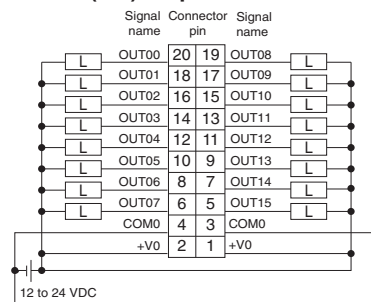 Signal name Connector pin Signal name
L OUT00 20 19 OUT08 L
L OUT01 18 17 OUT09 L
L OUT02 16 15 OUT10 L
L OUT03 14 13 OUT11 L
L OUT04 12 11 OUT12 L
L OUT05 10 9 OUT13 L
L OUT06 8 7 OUT14 L
L OUT07 6 5 OUT15 L
COM0 4 3 COM0
+V0 2 1 +V0
12 to 24 VDC